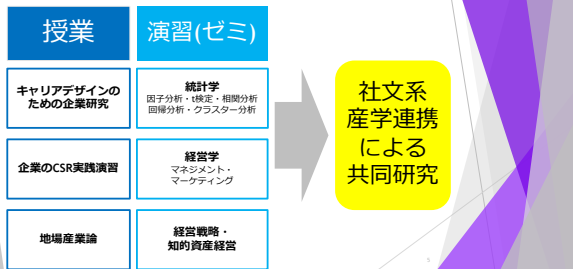 授業
演習(ゼミ)
キャリアデザインの
ための企業研究
統計学
因子分析・t検定・相関分析
回帰分析・クラスター分析
企業のCSR実践演習
経営学
マネジメント・
マーケティング
地場産業論
経営戦略・
知的資産経営
社文系
産学連携
による
共同研究